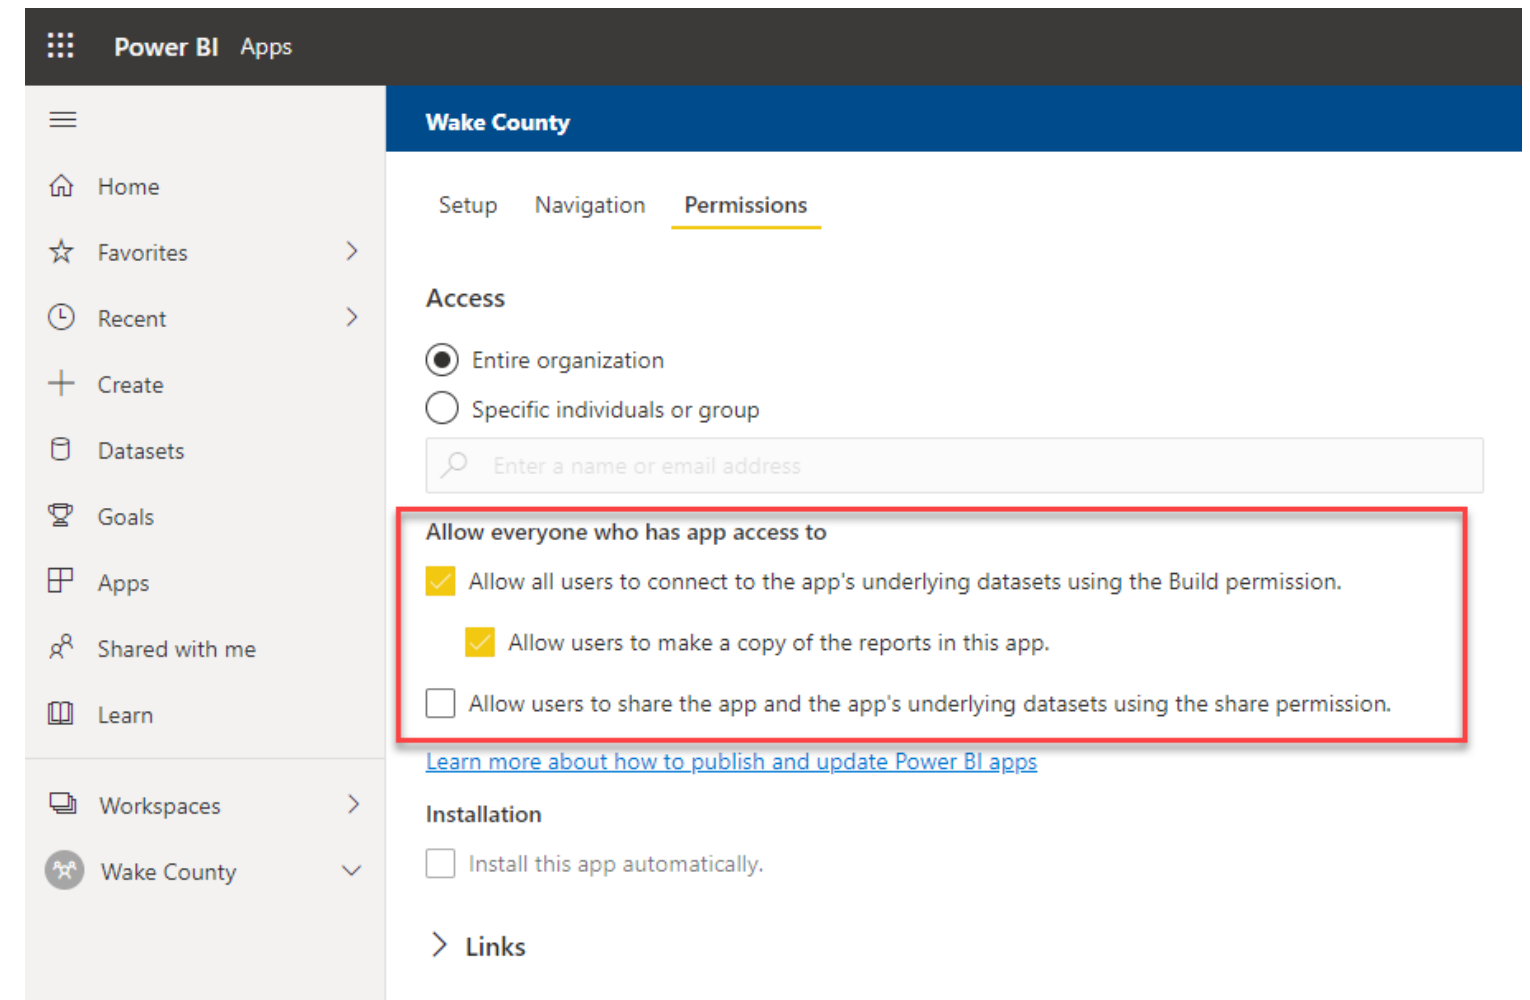 Power BI Apps
Wake County
Home
Favorites
Recent
Create
Datasets
Goals
Apps
Shared with me
Learn
Workspaces
Wake County
Setup Navigation Permissions
Access
Entire organization
Specific individuals or group
Enter a name or email address
Allow everyone who has app access to
Allow all users to connect to the app's underlying datasets using the Build permission.
Allow users to make a copy of the reports in this app.
Allow users to share the app and the app's underlying datasets using the share permission.
Learn more about how to publish and update Power BI apps
Installation
Install this app automatically.
Links